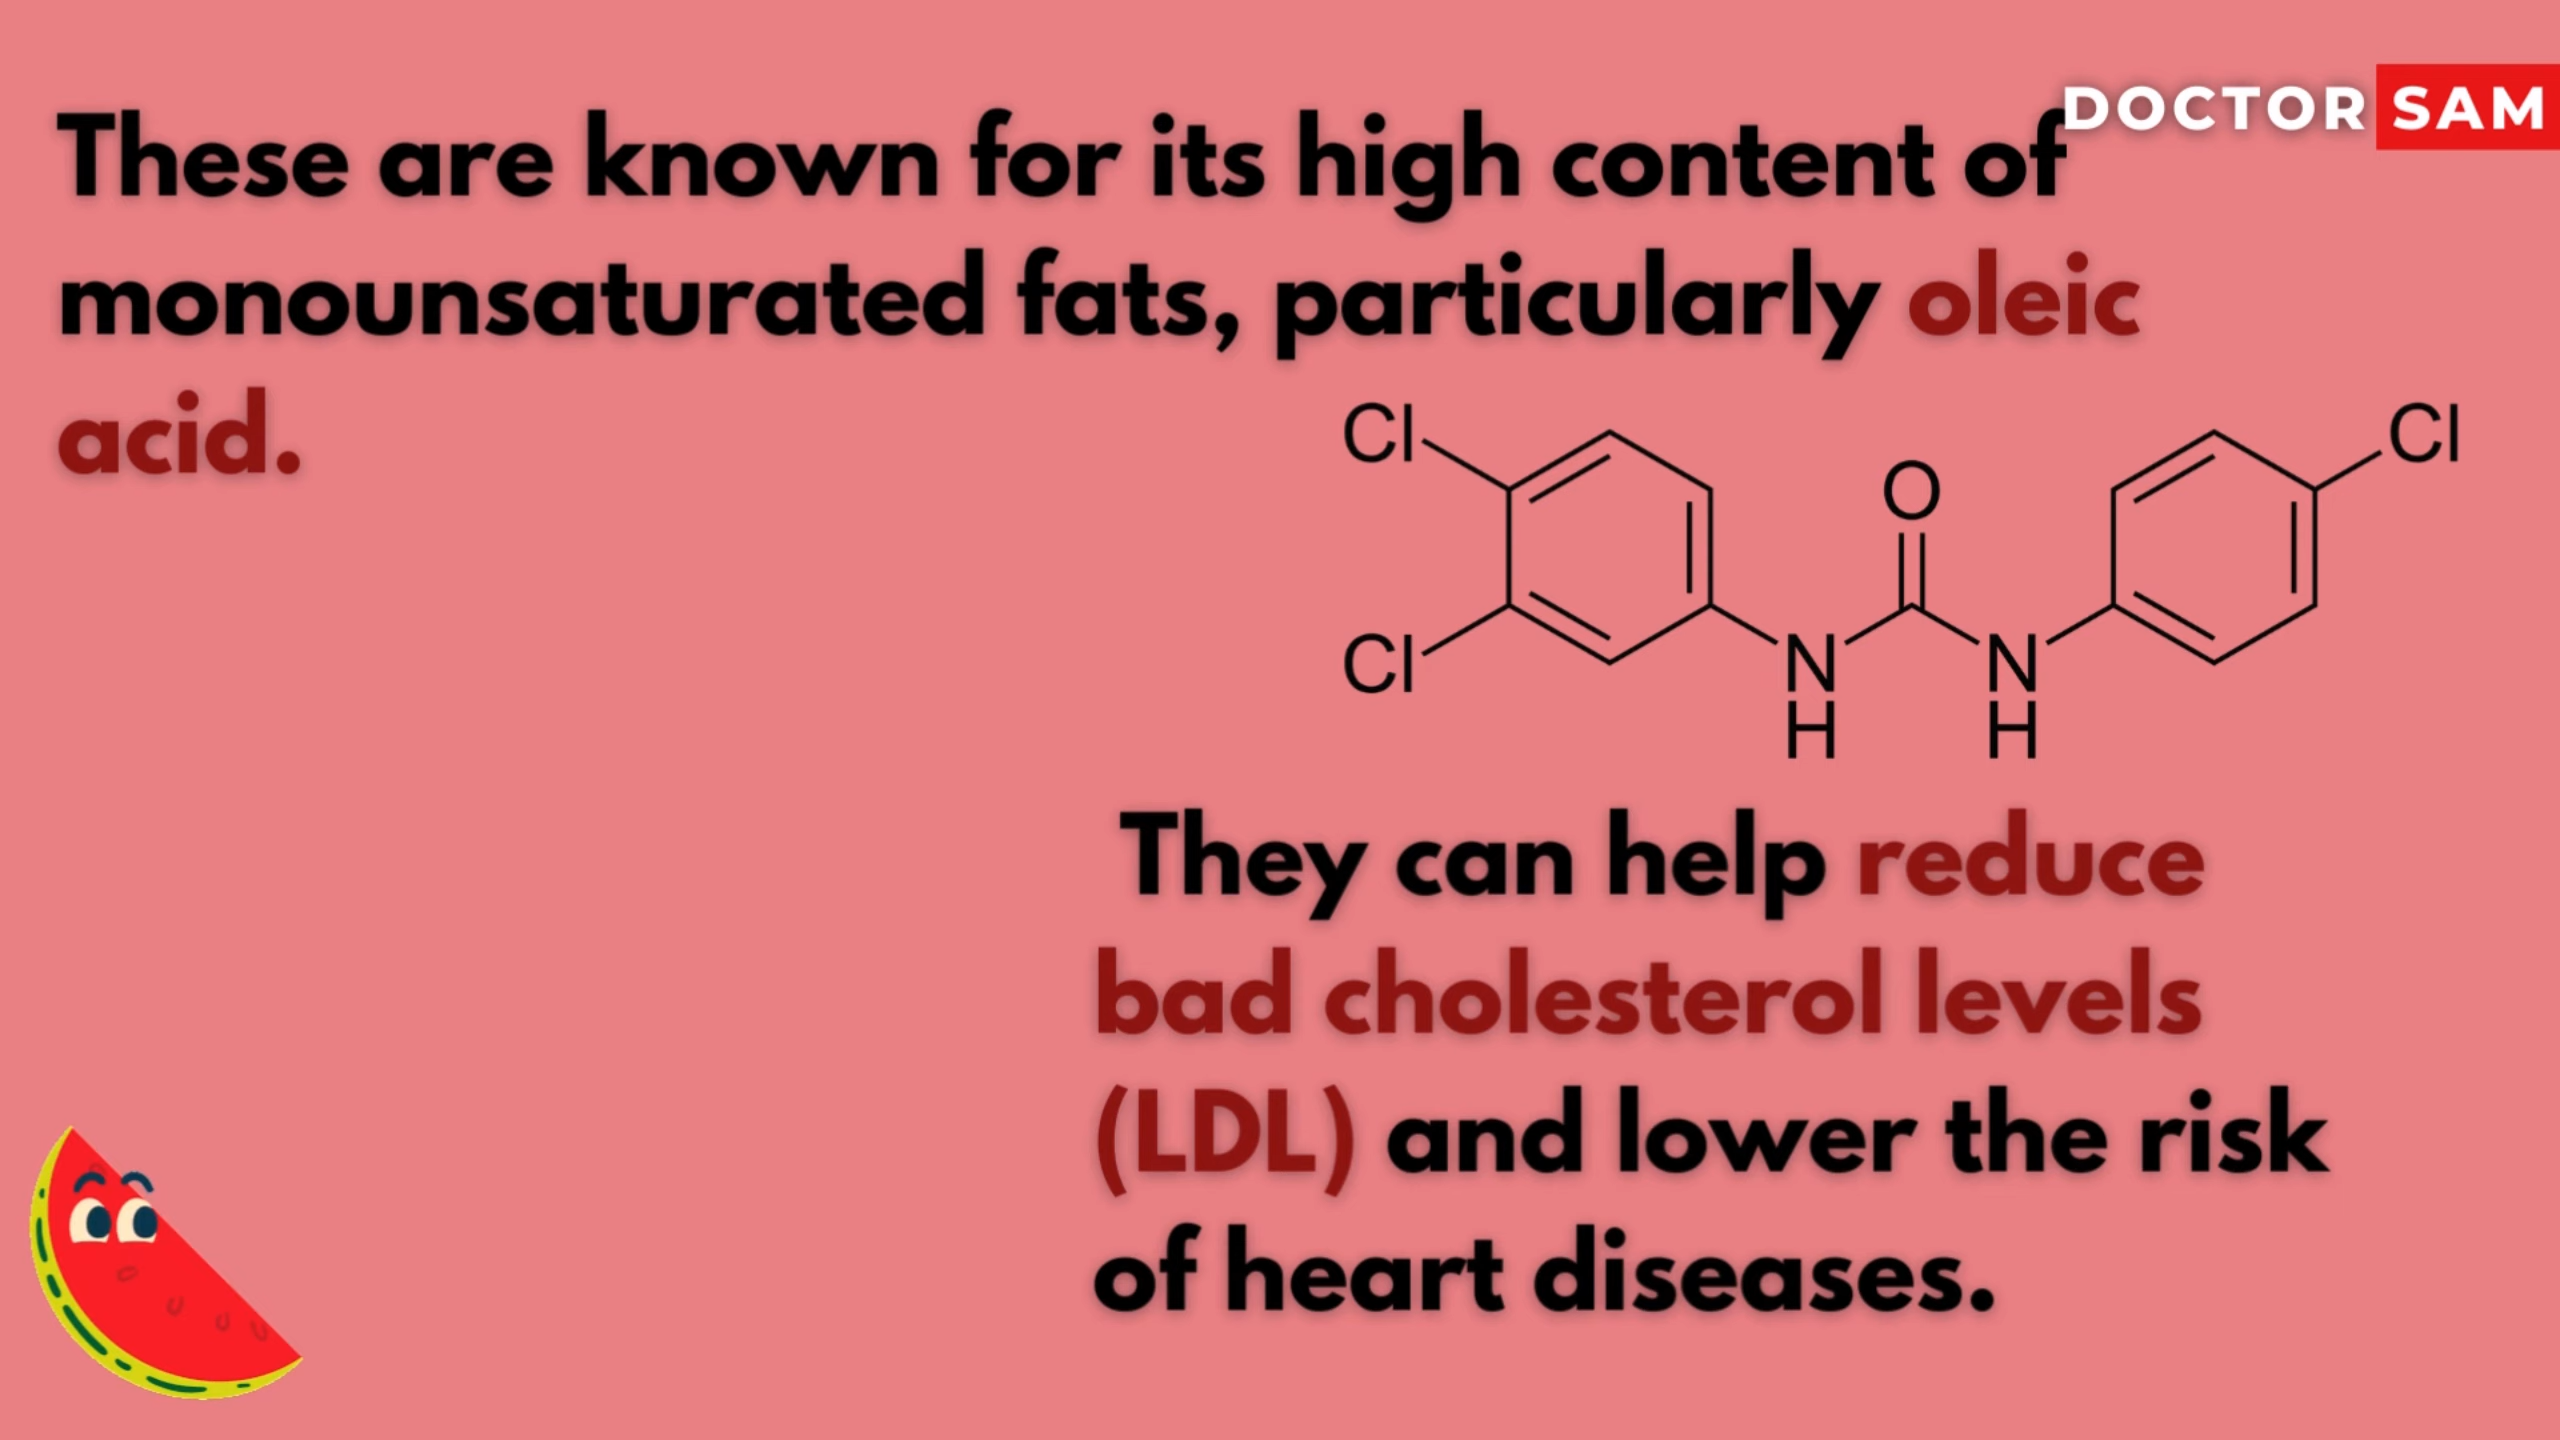 DOCTOR SAM
These are known for its high content of
monounsaturated fats, particularly oleic
acid.
Cl
Cl
O
Cl
N
H
N
H
They can help reduce
bad cholesterol levels
(LDL) and lower the risk
of heart diseases.